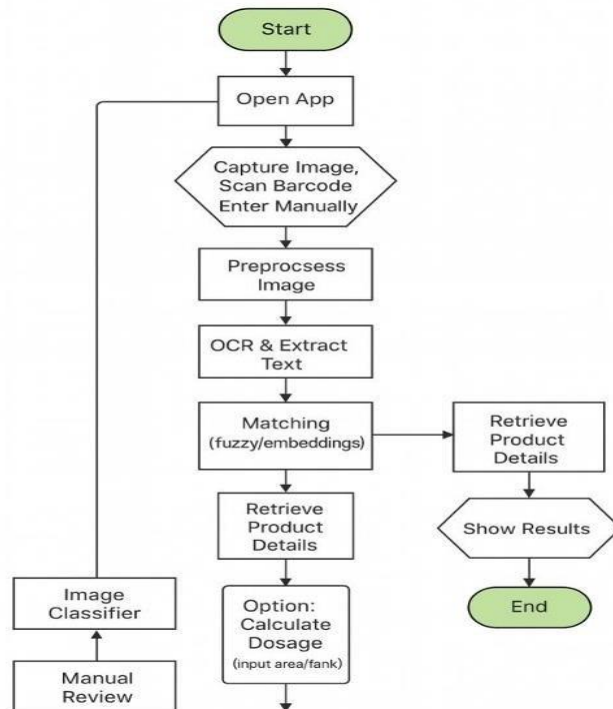 Start
Open App
Capture Image,
Scan Barcode
Enter Manually
Preprocsess
Image
OCR & Extract
Text
Matching
(fuzzy/embeddings)
Retrieve
Product
Details
Show Results
End
Retrieve
Product
Details
Option:
Calculate
Dosage
(input area/fank)
Image
Classifier
Manual
Review